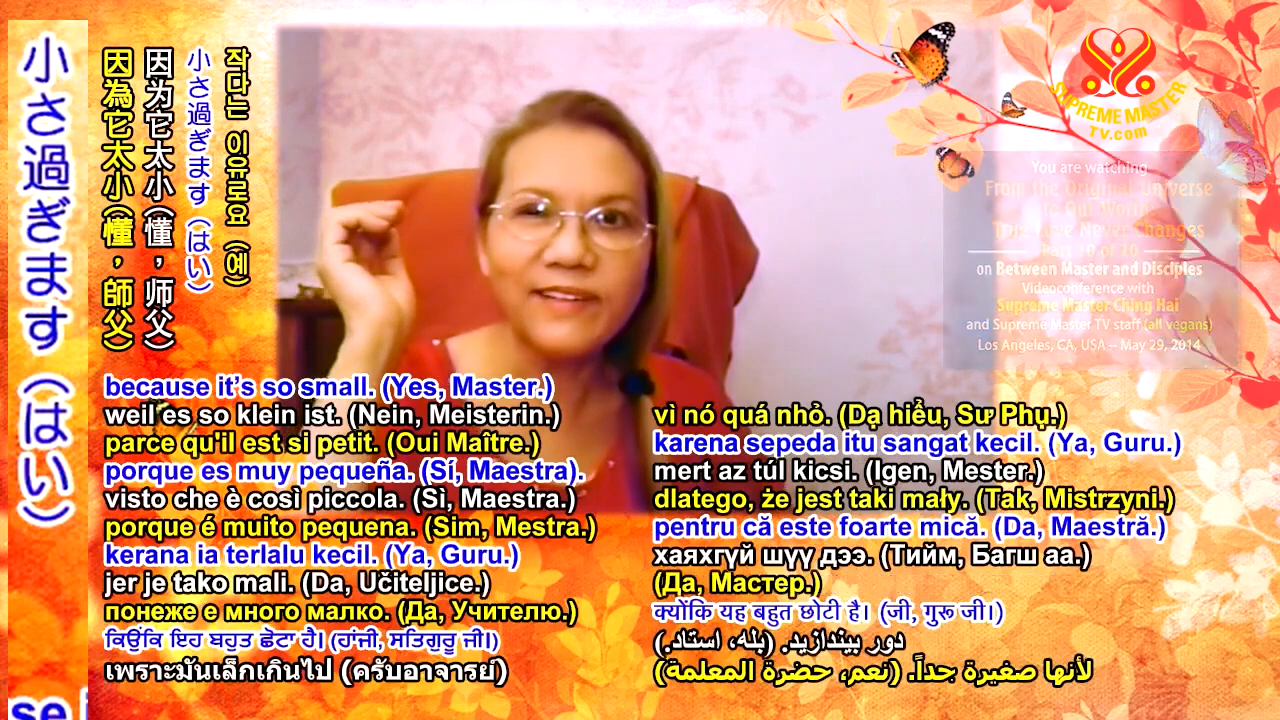 小さ過ぎます（はい）
因為它太小（懂，師父）
因为它太小（懂，师父）
小さ過ぎます（はい）
작다는 이유로요 （예）
SUPREME MASTER
TV.com
You are watching
From the Original Universe
to Our World,
True Love Never Changes
Part 10 of 10
on Between Master and Disciples
Videoconference with
Supreme Master Ching Hai
and Supreme Master TV staff (all vegans)
Los Angeles, CA, USA – May 29, 2014
because it’s so small. (Yes, Master.)
weil es so klein ist. (Nein, Meisterin.)
parce qu'il est si petit. (Oui Maître.)
porque es muy pequeña. (Sí, Maestra).
visto che è così piccola. (Sì, Maestra.)
porque é muito pequena. (Sim, Mestra.)
kerana ia terlalu kecil. (Ya, Guru.)
jer je tako mali. (Da, Učiteljice.)
понеже е много малко. (Да, Учителю.)
ਕਿਉਂਕਿ ਇਹ ਬਹੁਤ ਛੋਟਾ ਹੈ। (ਹਾਂਜੀ, ਸਤਿਗੁਰੂ ਜੀ।)
เพราะมันเล็กเกินไป (ครับอาจารย์)
vì nó quá nhỏ. (Dạ hiểu, Sư Phụ.)
karena sepeda itu sangat kecil. (Ya, Guru.)
mert az túl kicsi. (Igen, Mester.)
dlatego, że jest taki mały. (Tak, Mistrzyni.)
pentru că este foarte mică. (Da, Maestră.)
хаяхгүй шүү дээ. (Тийм, Багш аа.)
(Да, Мастер.)
क्योंकि यह बहुत छोटी है। (जी, गुरू जी।)
دور بیندازید. (بله، استاد.)
لأنها صغيرة جداً. (نعم، حضرة المعلمة)
se